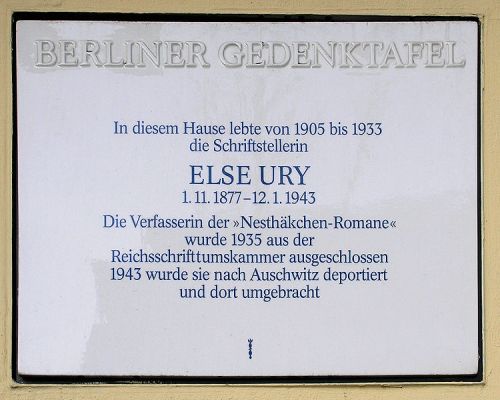 BERLINER GEDENKTAFEL
In diesem Hause lebte von 1905 bis 1933
die Schriftstellerin
ELSE URY
1.11.1877–12.1.1943
Die Verfasserin der »Nesthäkchen-Romane«
wurde 1935 aus der
Reichsschrifttumskammer ausgeschlossen
1943 wurde sie nach Auschwitz deportiert
und dort umgebracht